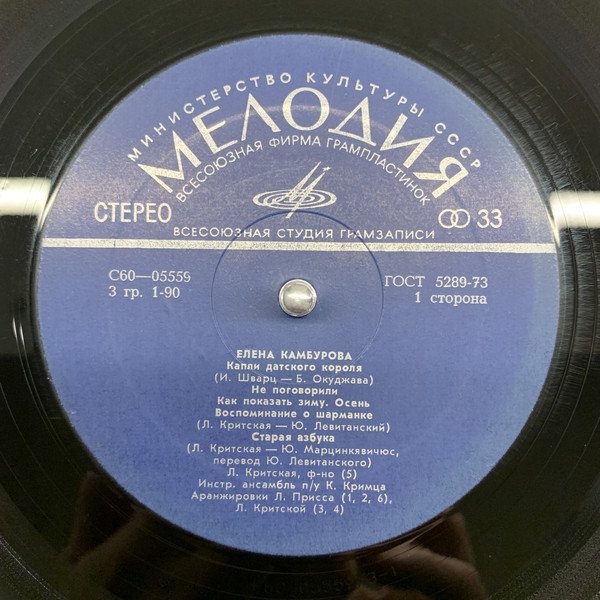 МИНИСТЕРСТВО КУЛЬТУРЫ СССР
МЕЛОДИЯ
ВСЕСОЮЗНАЯ ФИРМА ГРАМПЛАСТИНОК
СТЕРЕО
33
ВСЕСОЮЗНАЯ СТУДИЯ ГРАМЗАПИСИ
С60—05559
ГОСТ 5289-73
3 гр. 1-90
1 сторона
ЕЛЕНА КАМБУРОВА
Капли датского короля
(И. Шварц — Б. Окуджава)
Не поговорили
Как показать зиму. Осень
Воспоминание о шарманке
(Л. Критская — Ю. Левитанский)
Старая азбука
(Л. Критская — Ю. Марцинкявичюс,
перевод Ю. Левитанского)
Л. Критская, ф-но (5)
Инстр. ансамбль п/у К. Кримца
Аранжировки Л. Присса (1, 2, 6),
Л. Критской (3, 4)